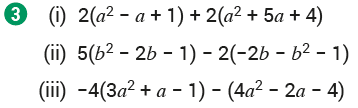 3 (i) 2(a² − a + 1) + 2(a² + 5a + 4)
(ii) 5(b² − 2b − 1) − 2(−2b − b² − 1)
(iii) −4(3a² + a − 1) − (4a² − 2a − 4)